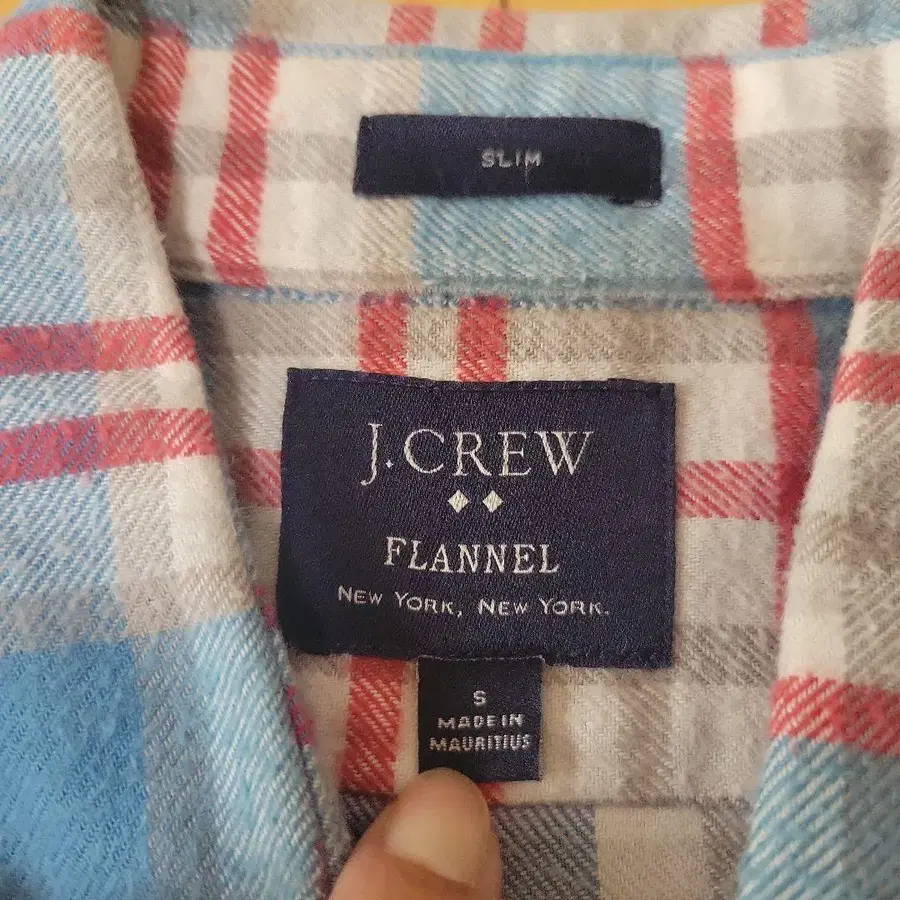 SLIM
J.CREW
FLANNEL
NEW YORK, NEW YORK.
S
MADE IN
MAURITIUS